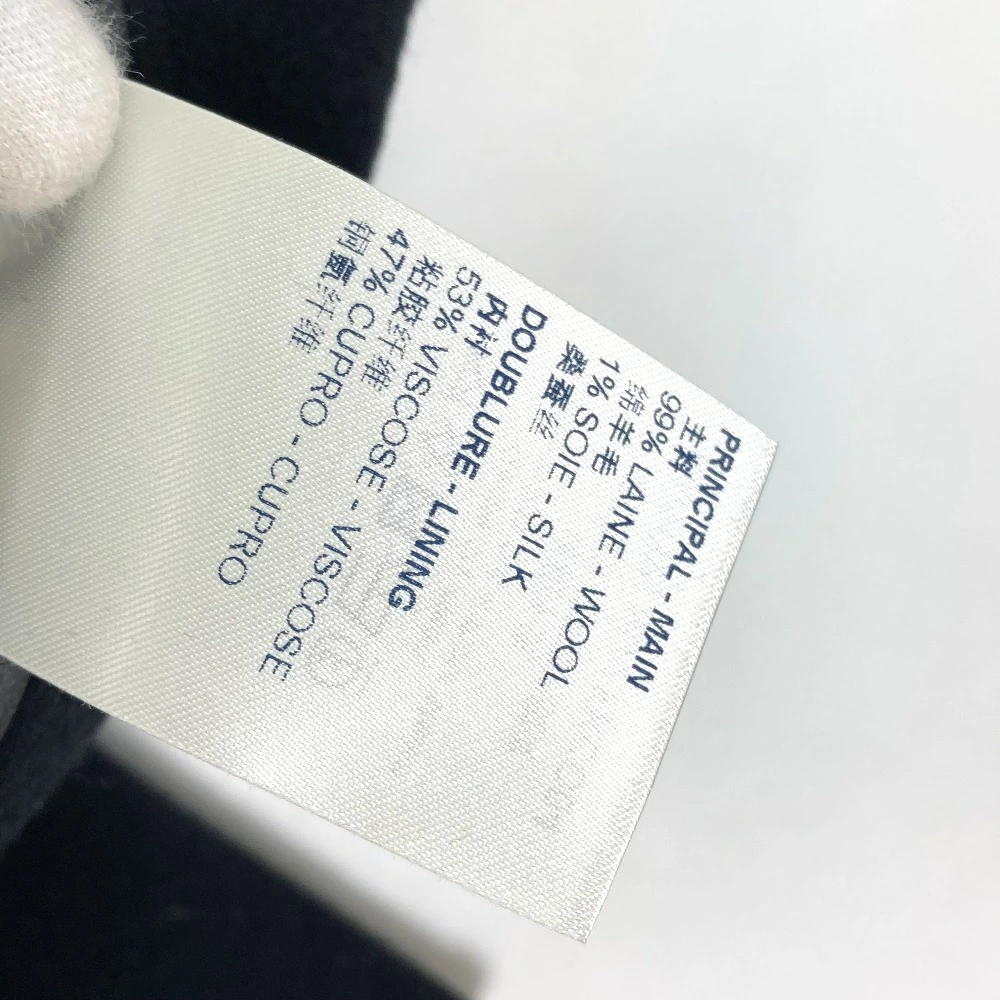 PRINCIPAL - MAIN
主料
99% LAINE - WOOL
绵羊毛
1% SOIE - SILK
桑蚕丝
DOUBLURE - LINING
内衬
53% VISCOSE - VISCOSE
粘胶纤维
47% CUPRO - CUPRO
铜氨纤维